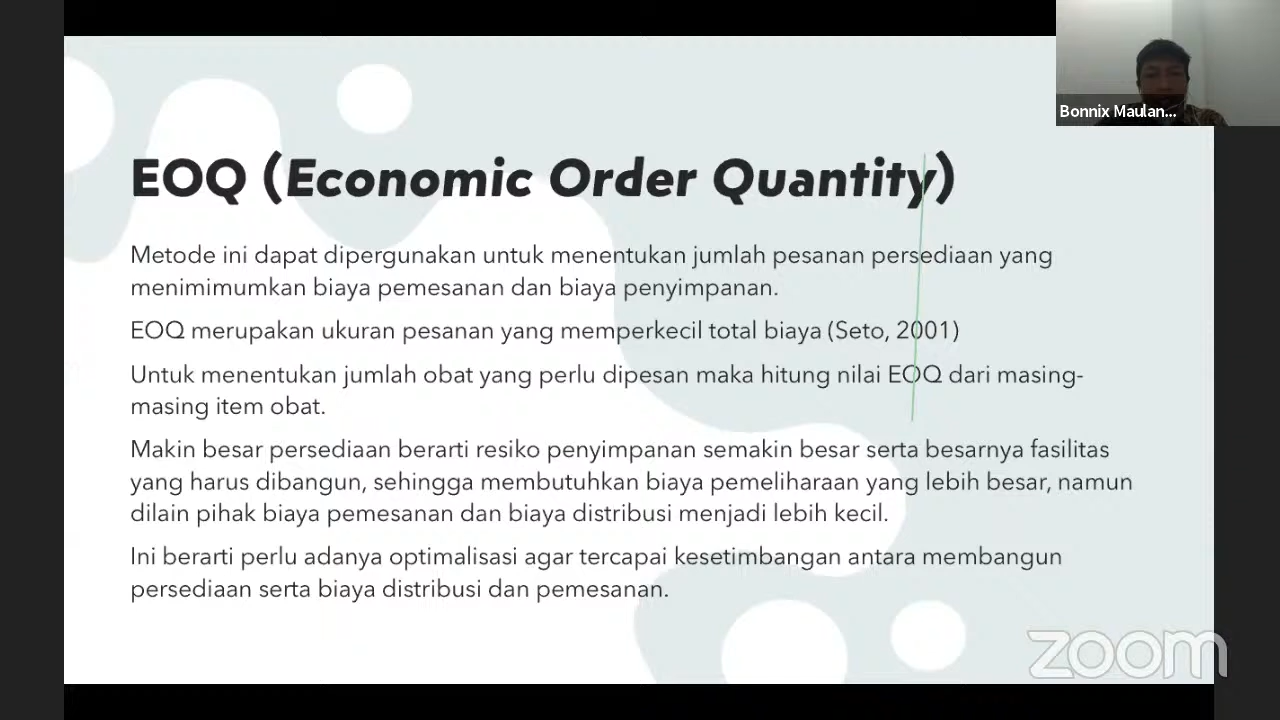 Bonnix Maulan...
EOQ (Economic Order Quantity)
Metode ini dapat dipergunakan untuk menentukan jumlah pesanan persediaan yang
menimimumkan biaya pemesanan dan biaya penyimpanan.
EOQ merupakan ukuran pesanan yang memperkecil total biaya (Seto, 2001)
Untuk menentukan jumlah obat yang perlu dipesan maka hitung nilai EOQ dari masing-
masing item obat.
Makin besar persediaan berarti resiko penyimpanan semakin besar serta besarnya fasilitas
yang harus dibangun, sehingga membutuhkan biaya pemeliharaan yang lebih besar, namun
dilain pihak biaya pemesanan dan biaya distribusi menjadi lebih kecil.
Ini berarti perlu adanya optimalisasi agar tercapai kesetimbangan antara membangun
persediaan serta biaya distribusi dan pemesanan.
zoom